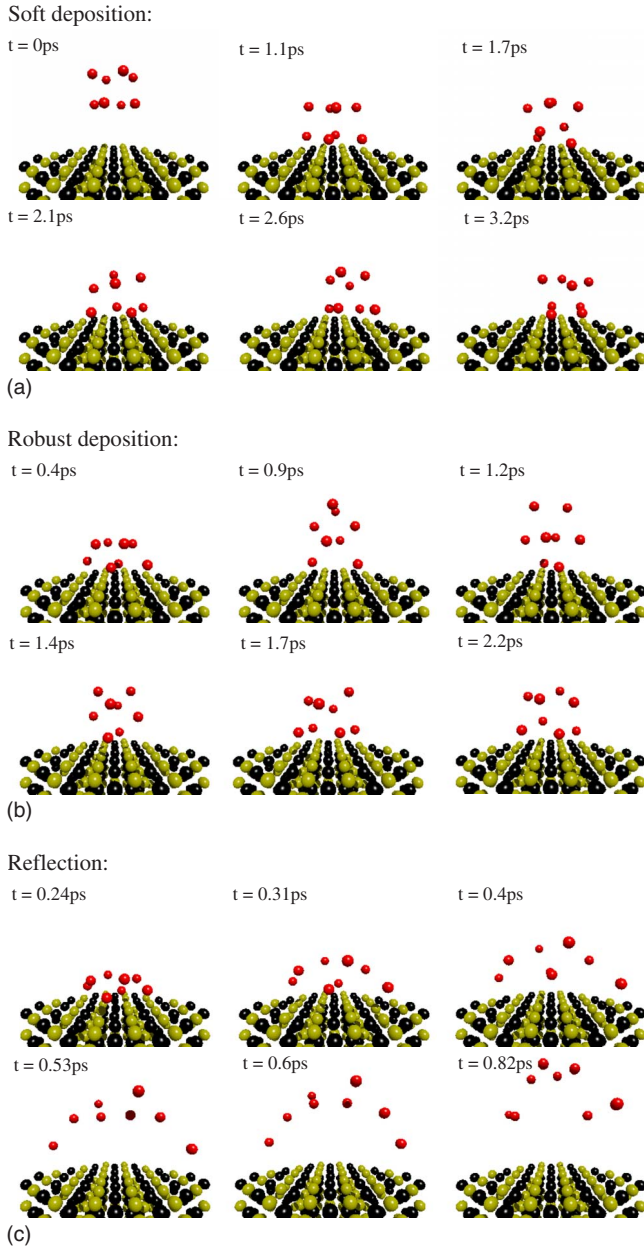 Soft deposition:
t = 0ps
t = 1.1ps
t = 1.7ps
t = 2.1ps
t = 2.6ps
t = 3.2ps
(a)
Robust deposition:
t = 0.4ps
t = 0.9ps
t = 1.2ps
t = 1.4ps
t = 1.7ps
t = 2.2ps
(b)
Reflection:
t = 0.24ps
t = 0.31ps
t = 0.4ps
t = 0.53ps
t = 0.6ps
t = 0.82ps
(c)